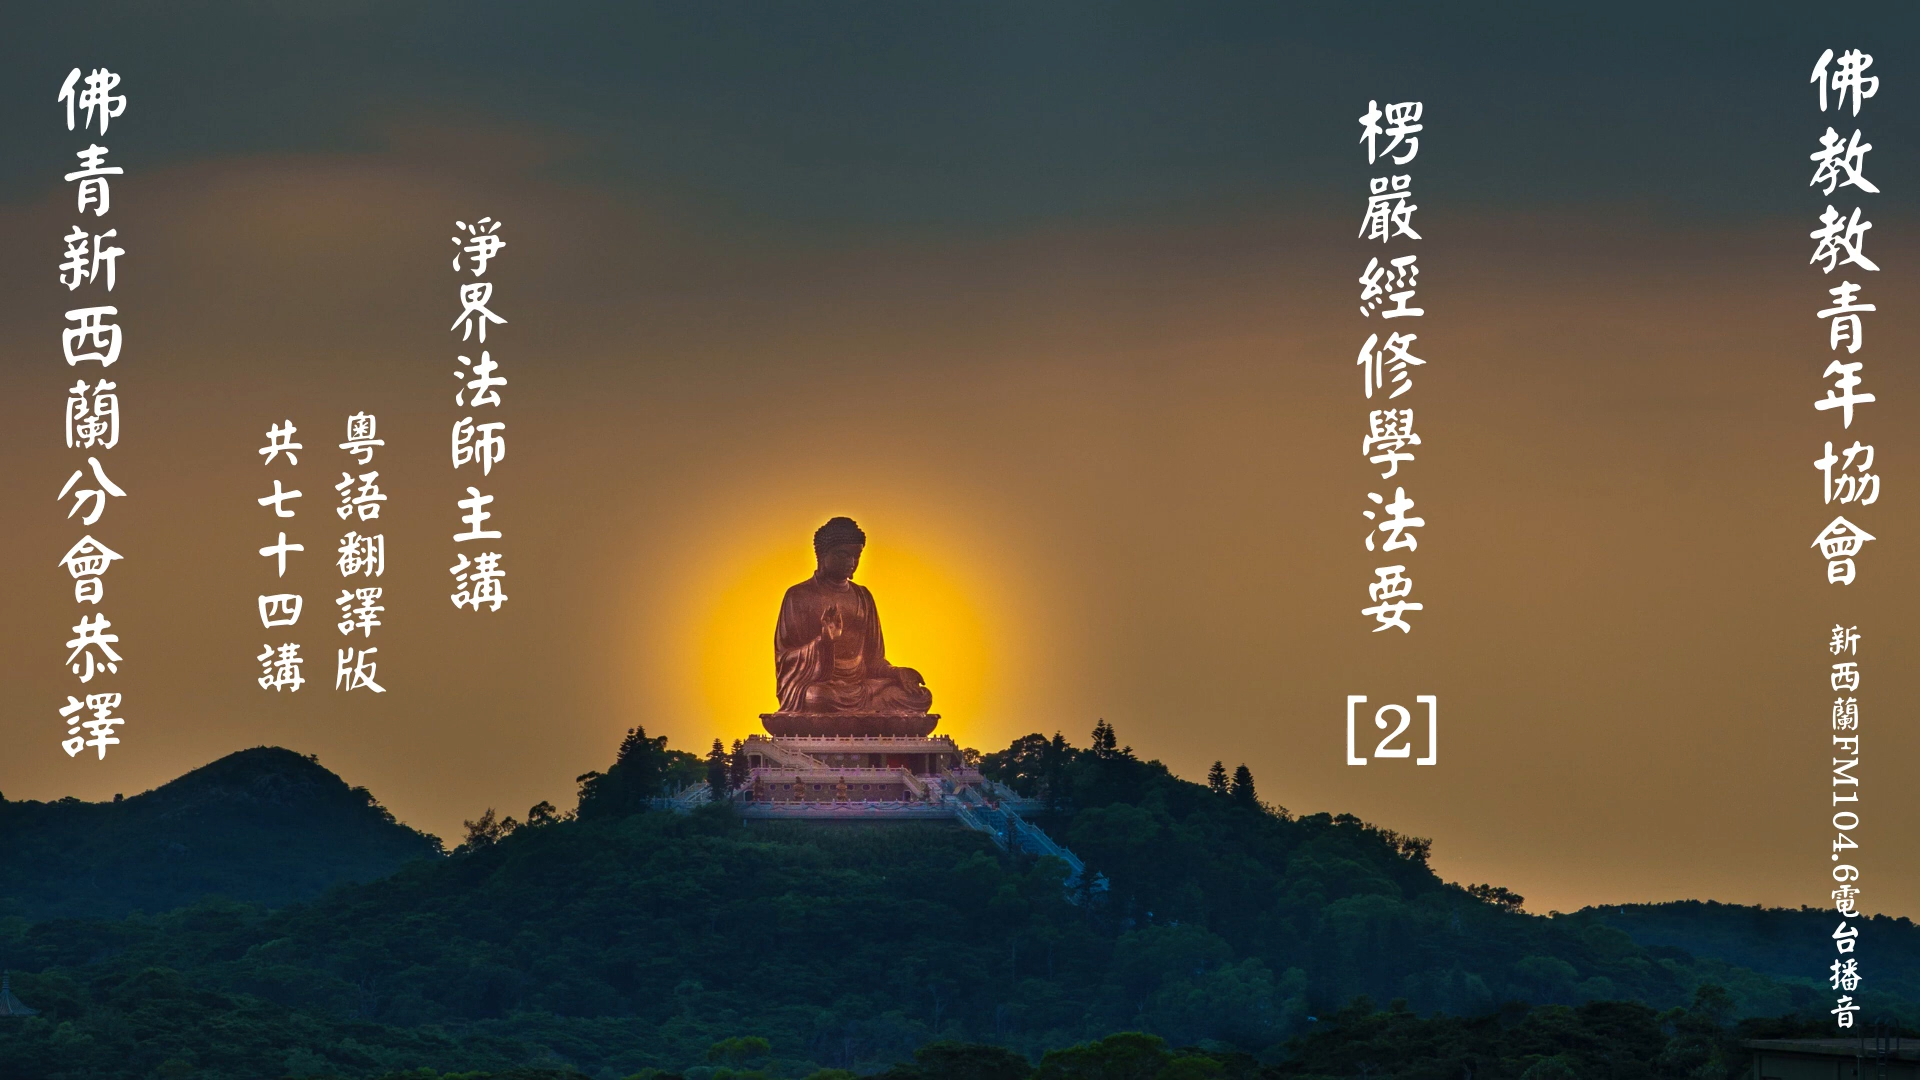 佛教教青年協會 新西蘭FM104.6電台播音
楞嚴經修學法要 [2]
淨界法師主講
粵語翻譯版
共七十四講
佛青新西蘭分會恭譯